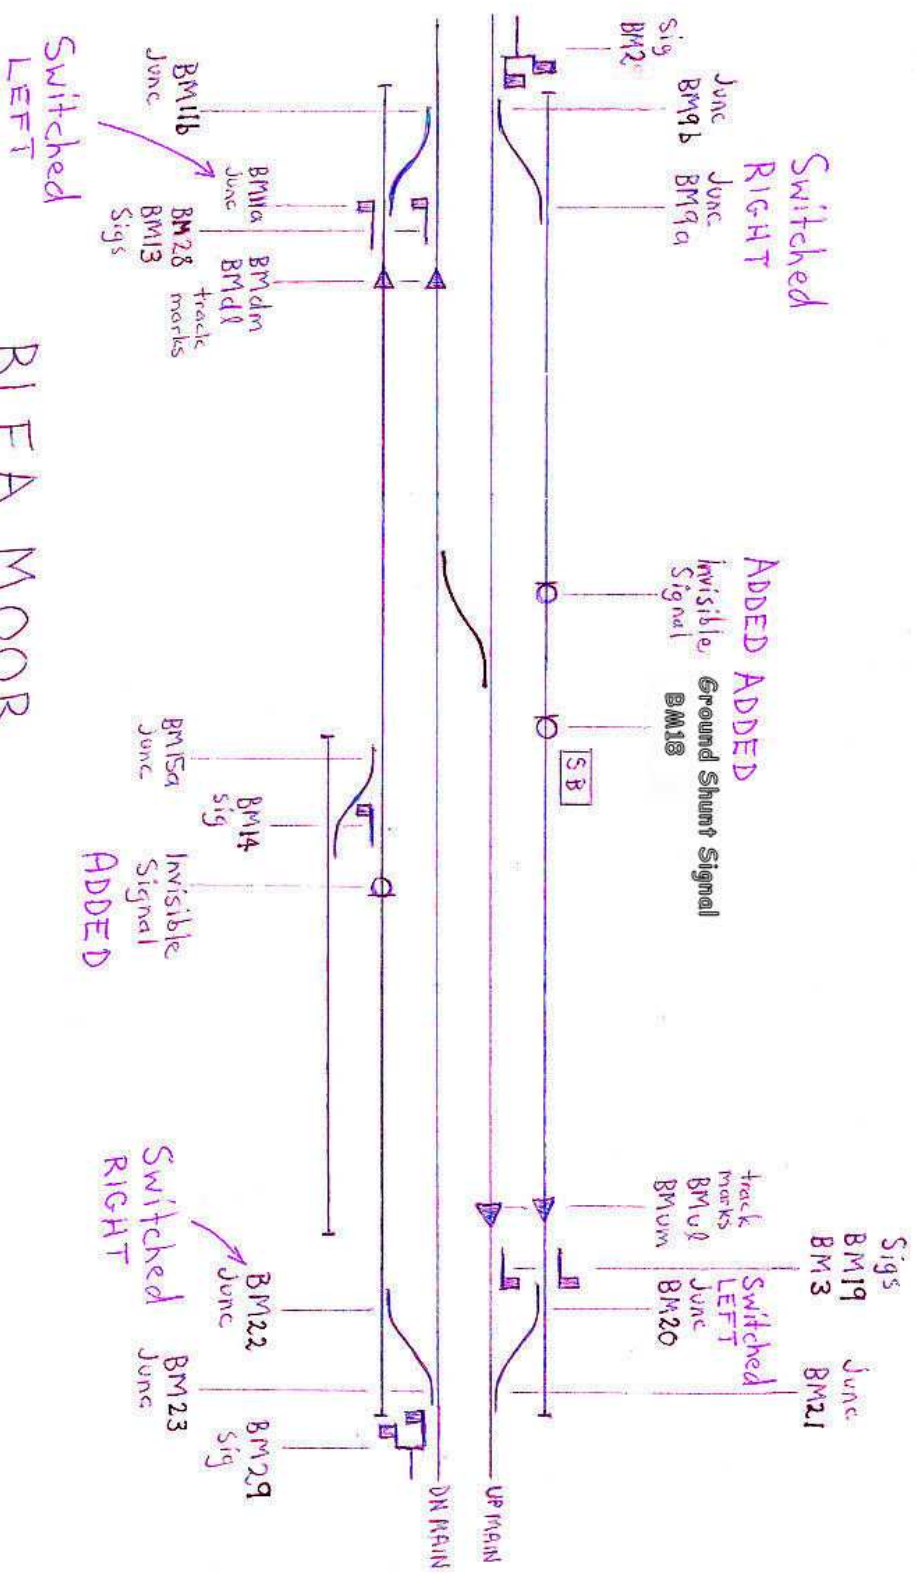 Switched
RIGHT
Sig
BM2
Junc
BM9b
Junc
BM9a
ADDED
Invisible
Signal
ADDED
Ground Shunt Signal
BM18
SB
track
marks
BMul
BMum
Sigs
BM19
BM3
Switched
LEFT
Junc
BM20
Junc
BM21
UP MAIN
DN MAIN
BM11b
Junc
BM11a
Junc
BM28
BM13
Sigs
BMdm
BMdl
track
marks
Switched
LEFT
BM15a
Junc
BM14
Sig
Invisible
Signal
ADDED
BM22
Junc
Switched
RIGHT
BM23
Junc
BM29
Sig
BLEA MOOR